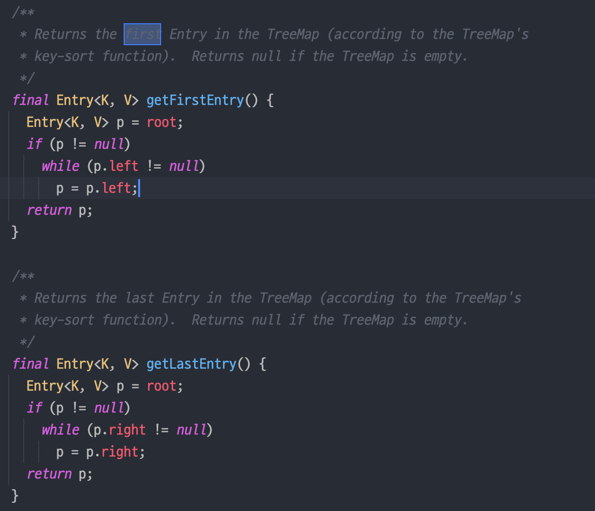 /**
 * Returns the first Entry in the TreeMap (according to the TreeMap's
 * key-sort function).  Returns null if the TreeMap is empty.
 */
final Entry<K, V> getFirstEntry() {
  Entry<K, V> p = root;
  if (p != null)
    while (p.left != null)
      p = p.left;
  return p;
}

/**
 * Returns the last Entry in the TreeMap (according to the TreeMap's
 * key-sort function).  Returns null if the TreeMap is empty.
 */
final Entry<K, V> getLastEntry() {
  Entry<K, V> p = root;
  if (p != null)
    while (p.right != null)
      p = p.right;
  return p;
}